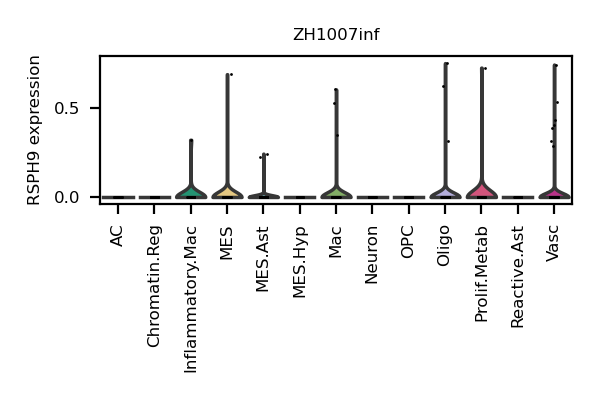 ZH1007inf
RSPH9 expression
0.5
0.0
AC
Chromatin.Reg
Inflammatory.Mac
MES
MES.Ast
MES.Hyp
Mac
Neuron
OPC
Oligo
Prolif.Metab
Reactive.Ast
Vasc